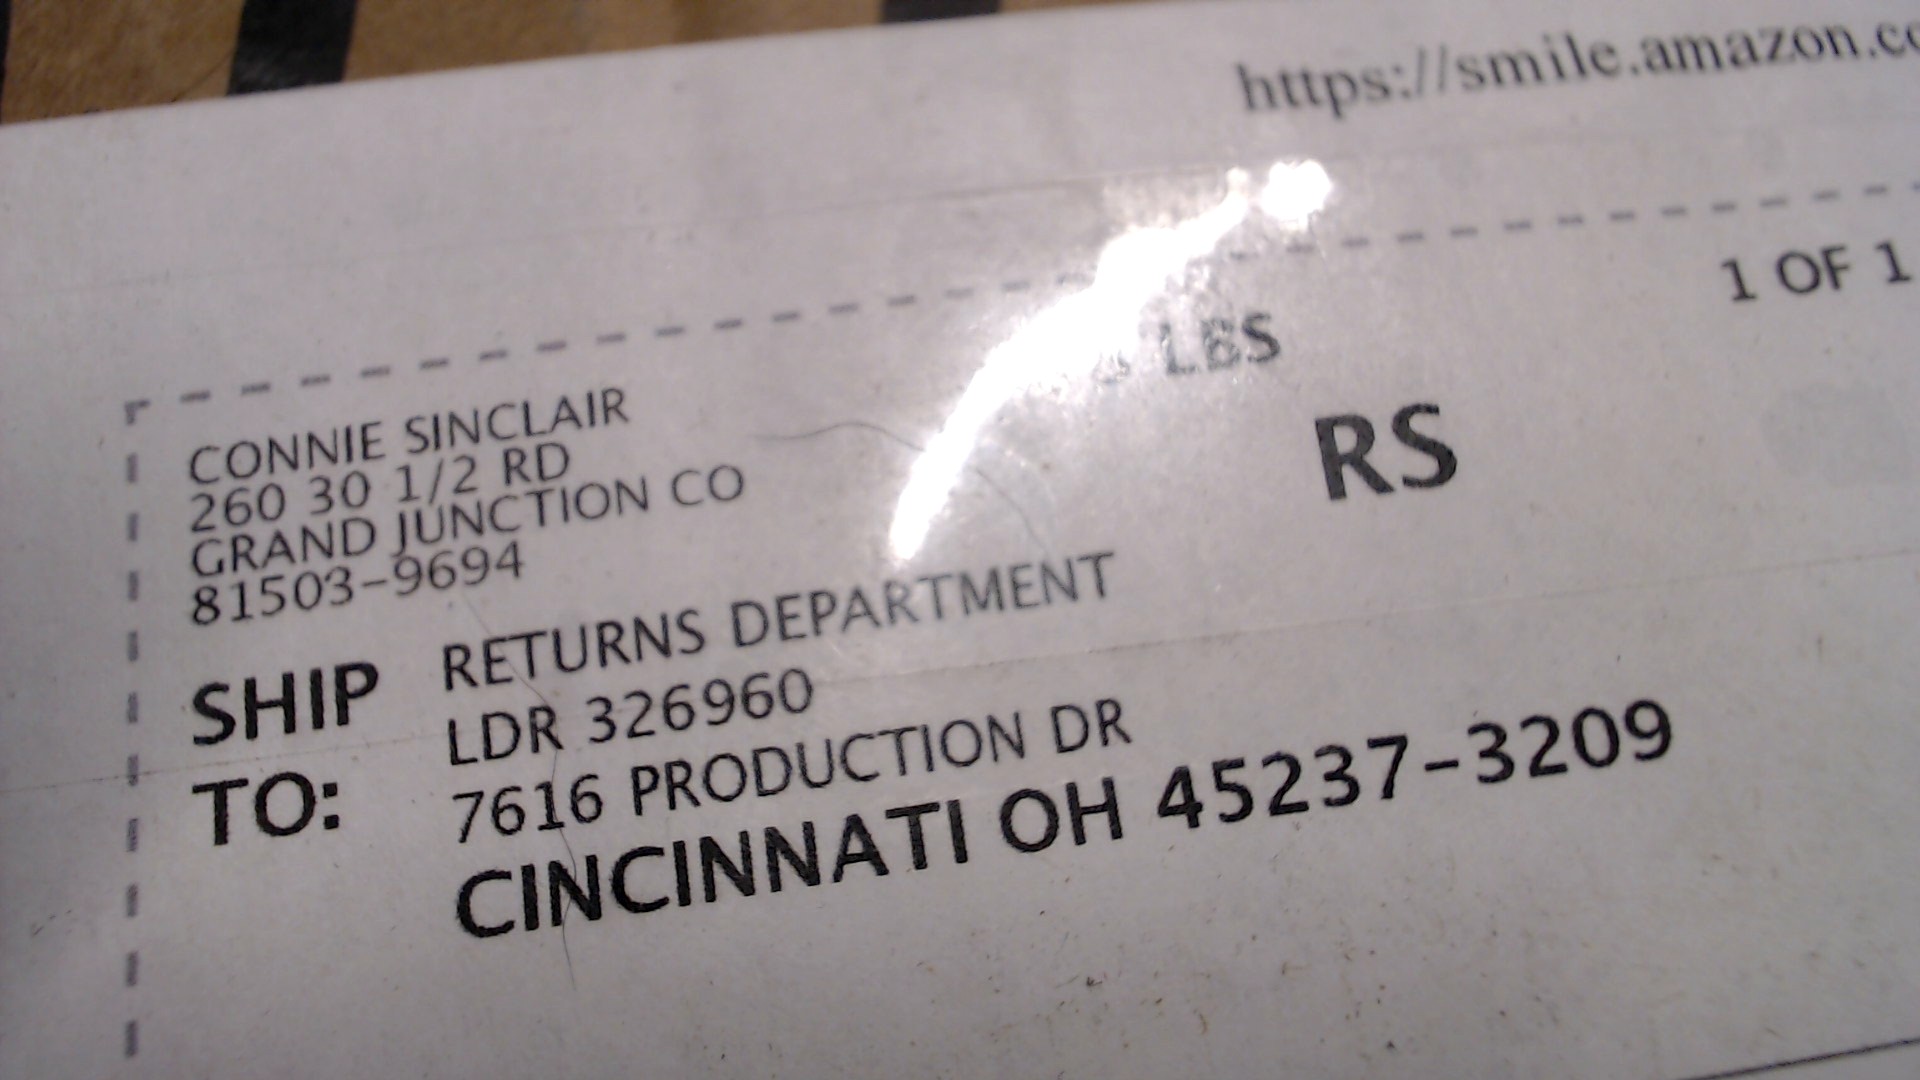 https://smile.amazon.co
1 OF 1
LBS
RS
CONNIE SINCLAIR
260 30 1/2 RD
GRAND JUNCTION CO
81503-9694
SHIP TO:
RETURNS DEPARTMENT
LDR 326960
7616 PRODUCTION DR
CINCINNATI OH 45237-3209